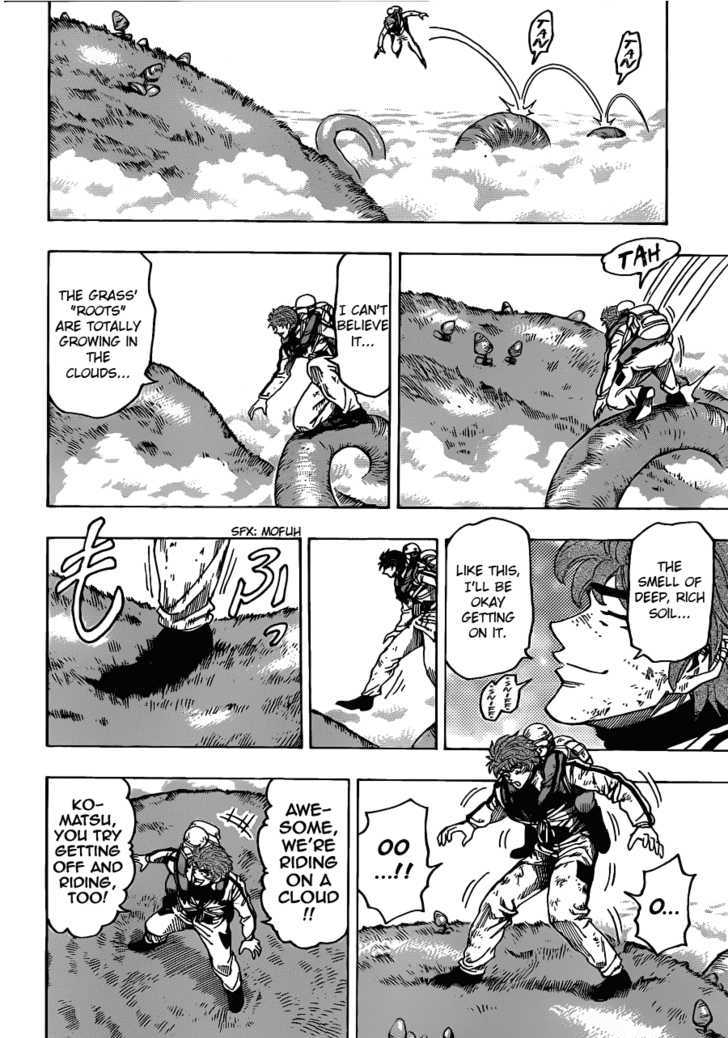 TAN
TAN
TAH
I CAN'T
BELIEVE
IT...
THE GRASS'
"ROOTS"
ARE TOTALLY
GROWING IN
THE
CLOUDS...
THE
SMELL OF
DEEP, RICH
SOIL...
LIKE THIS,
I'LL BE
OKAY
GETTING
ON IT.
SNIFF
SNIFF
SFX: MOFUH
もふっ
O...
OO
...!!
AWE-
SOME,
WE'RE
RIDING
ON A
CLOUD
!!
KO-
MATSU,
YOU TRY
GETTING
OFF AND
RIDING,
TOO!